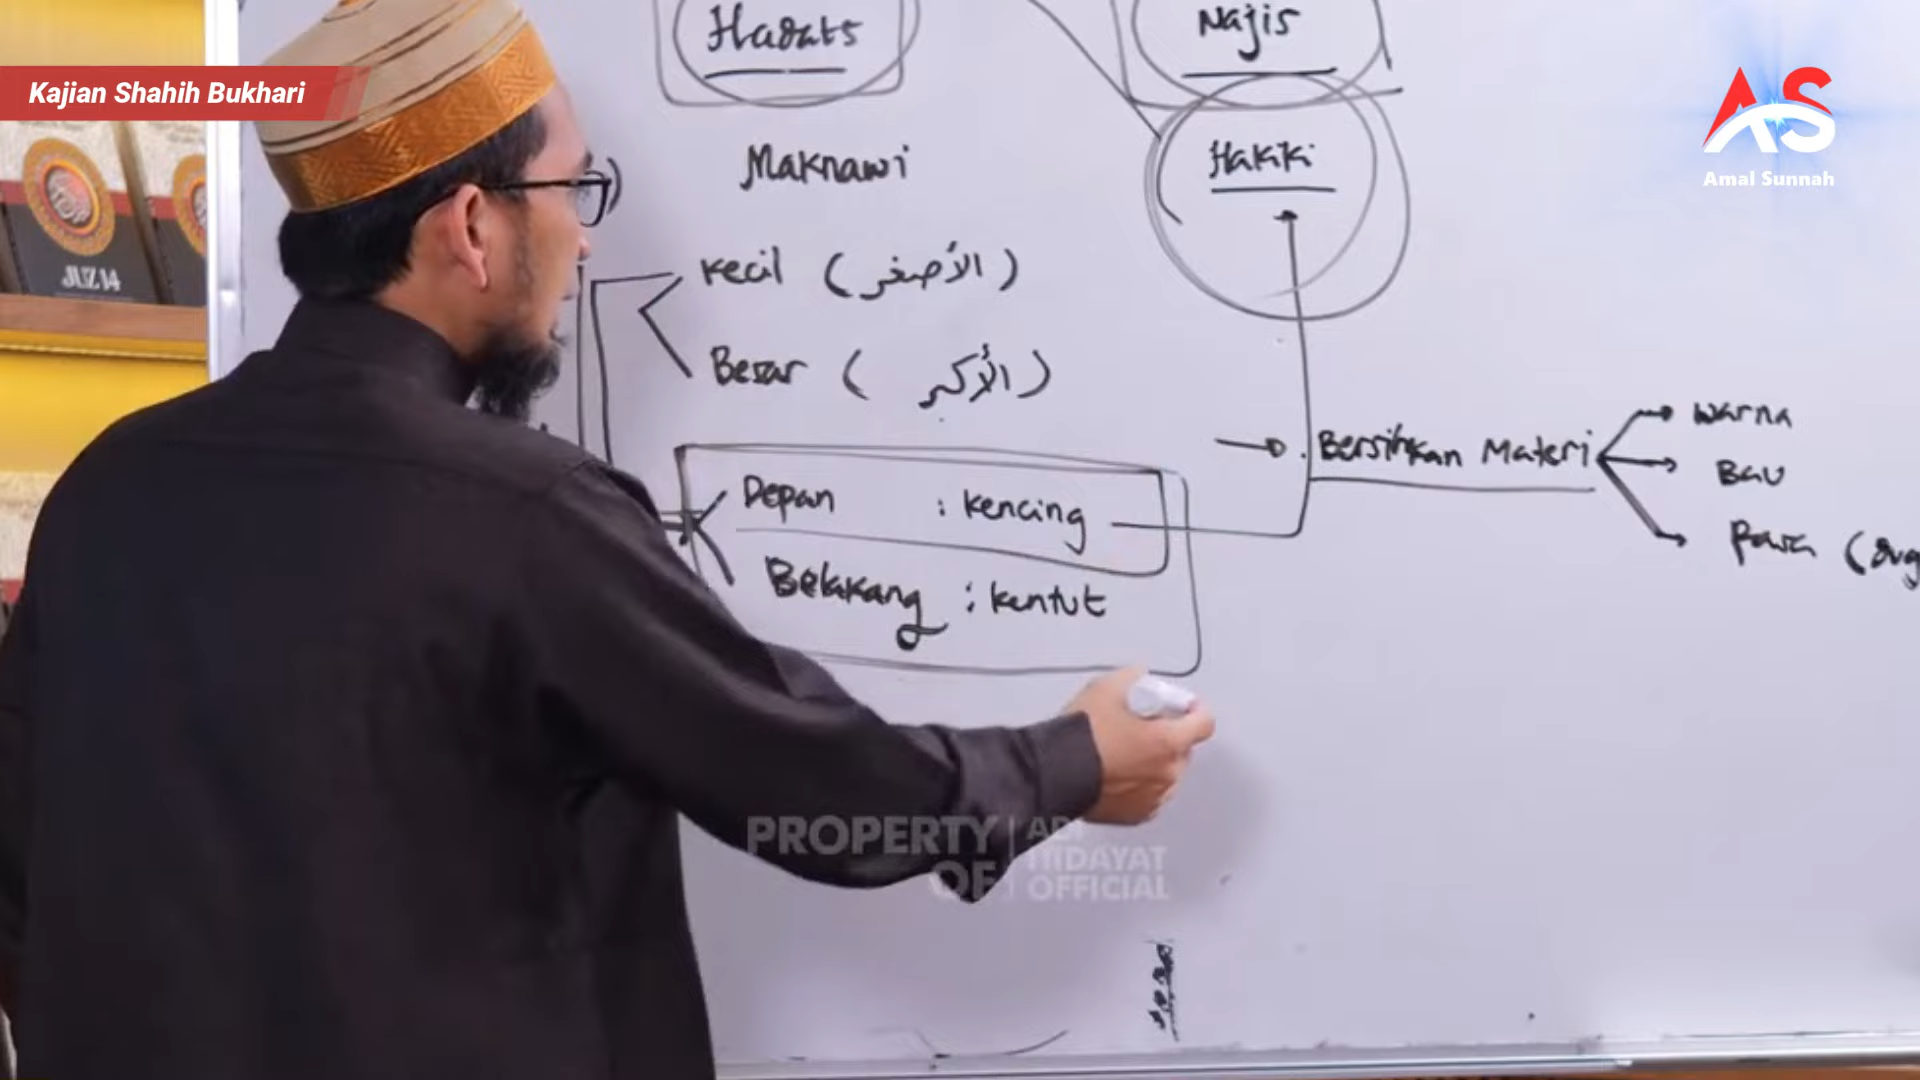 Kajian Shahih Bukhari
AS
Amal Sunnah
JUZ 14
Hadats
Najis
Maknawi
Hakiki
Kecil (الأصغر)
Besar (الأكبر)
Bersihkan Materi
Warna
Bau
Rasa
Depan : Kencing
Belakang : Kentut
PROPERTY OF
HIDAYAT
OFFICIAL